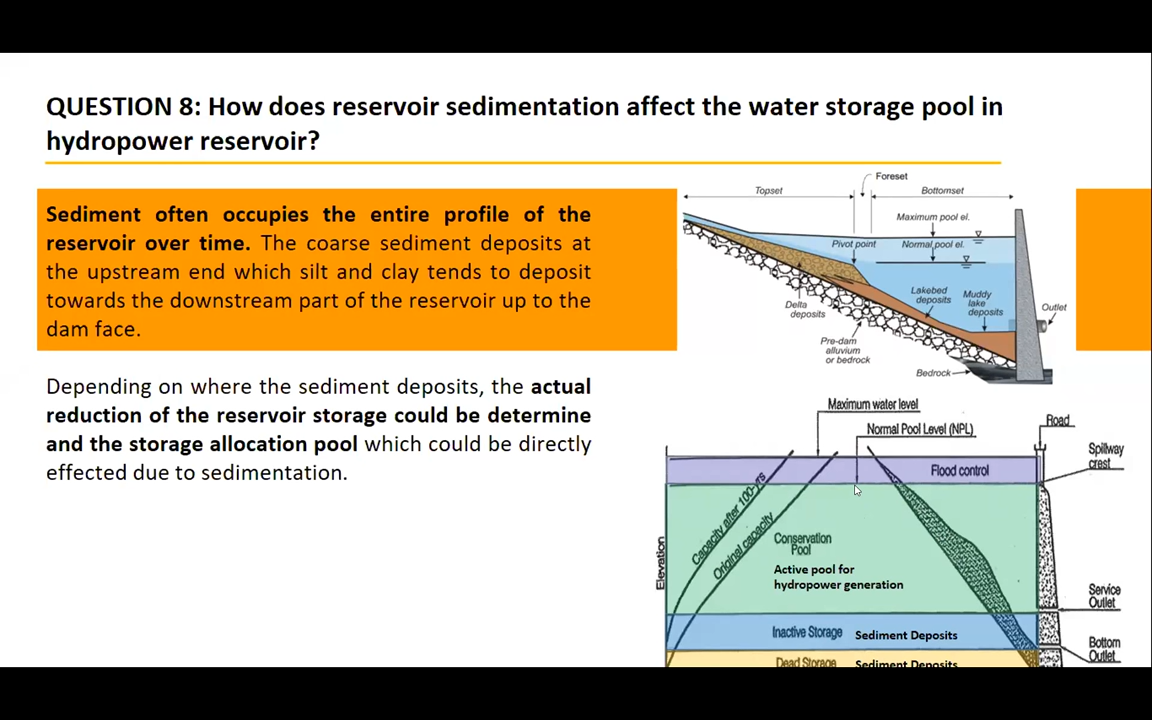 QUESTION 8: How does reservoir sedimentation affect the water storage pool in
hydropower reservoir?
Sediment often occupies the entire profile of the
reservoir over time. The coarse sediment deposits at
the upstream end which silt and clay tends to deposit
towards the downstream part of the reservoir up to the
dam face.
Depending on where the sediment deposits, the actual
reduction of the reservoir storage could be determine
and the storage allocation pool which could be directly
effected due to sedimentation.
Foreset
Topset
Bottomset
Maximum pool el.
Pivot point
Normal pool el.
Lakebed
deposits
Muddy
lake
deposits
Outlet
Delta
deposits
Pre-dam
alluvium
or bedrock
Bedrock
Maximum water level
Normal Pool Level (NPL)
Road
Spillway
crest
Flood control
Capacity after 100-yrs
Original capacity
Elevation
Conservation
Pool
Active pool for
hydropower generation
Service
Outlet
Inactive Storage
Sediment Deposits
Bottom
Outlet
Dead Storage
Sediment Deposits